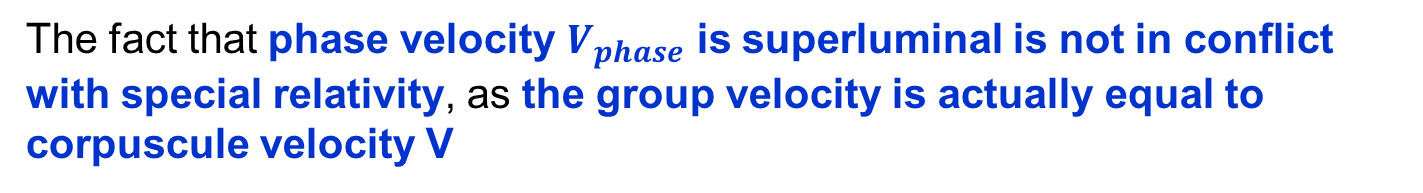 The fact that phase velocity V_phase is superluminal is not in conflict
with special relativity, as the group velocity is actually equal to
corpuscule velocity V